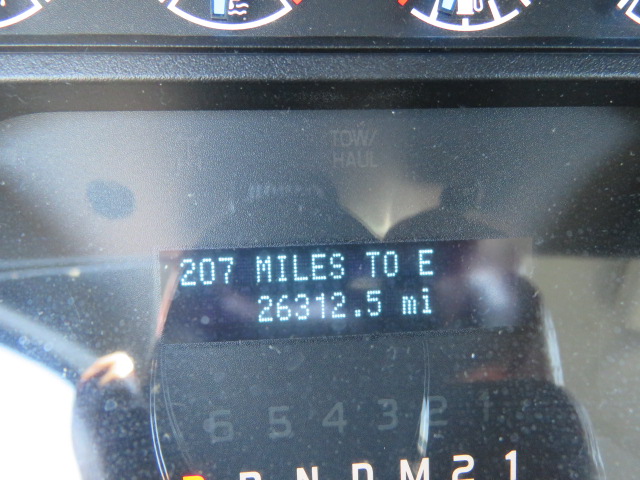 TOW/
HAUL
207 MILES TO E
26312.5 mi
6 5 4 3 2 1
P R N D M 2 1